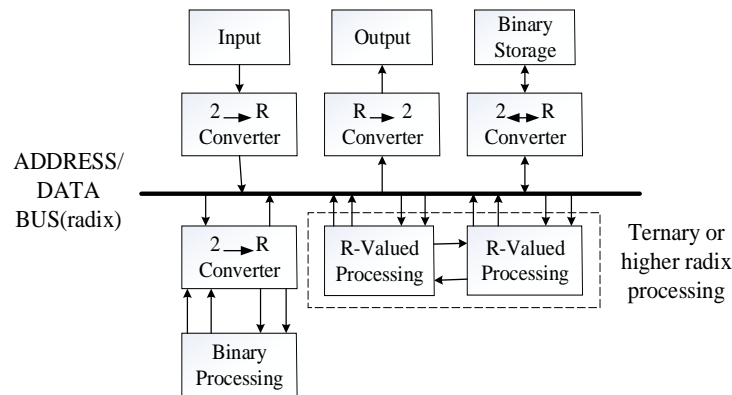 Input
Output
Binary
Storage
2 → R
Converter
R → 2
Converter
2 ↔ R
Converter
ADDRESS/
DATA
BUS(radix)
2 → R
Converter
R-Valued
Processing
R-Valued
Processing
Ternary or
higher radix
processing
Binary
Processing